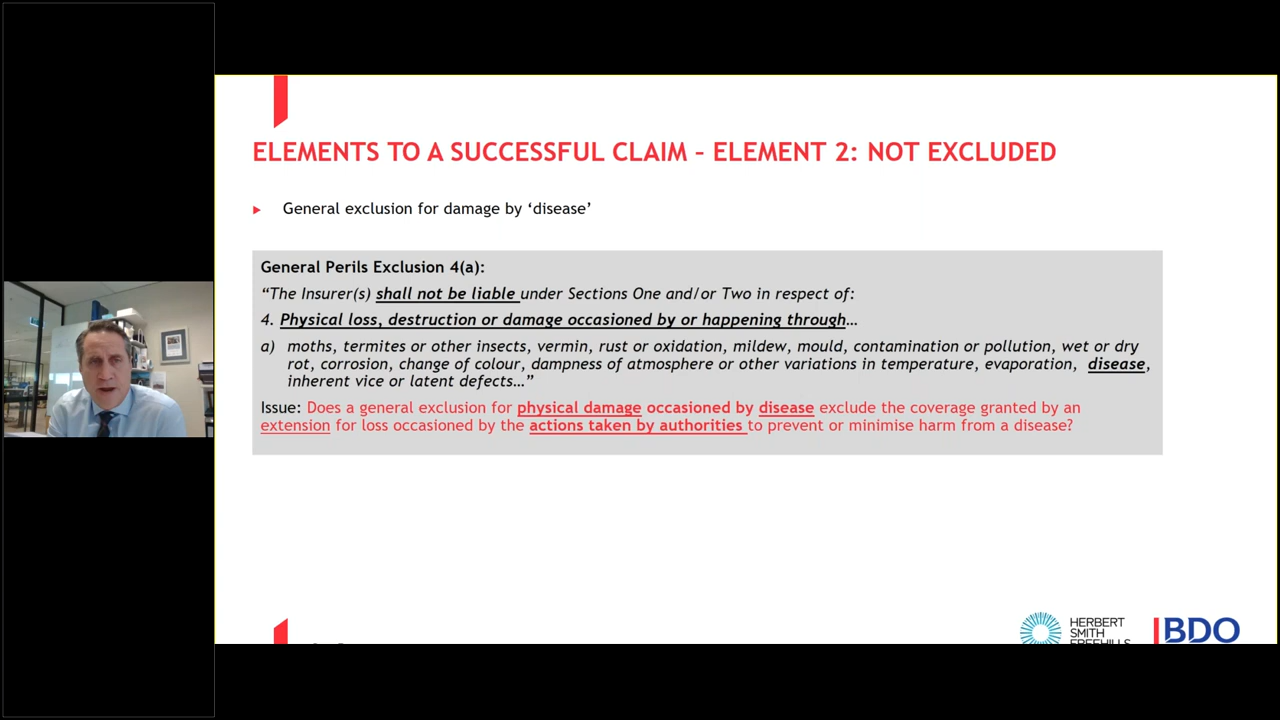 ELEMENTS TO A SUCCESSFUL CLAIM – ELEMENT 2: NOT EXCLUDED
General exclusion for damage by ‘disease’
General Perils Exclusion 4(a):
“The Insurer(s) shall not be liable under Sections One and/or Two in respect of:
4. Physical loss, destruction or damage occasioned by or happening through…
a) moths, termites or other insects, vermin, rust or oxidation, mildew, mould, contamination or pollution, wet or dry
rot, corrosion, change of colour, dampness of atmosphere or other variations in temperature, evaporation, disease,
inherent vice or latent defects…”
Issue: Does a general exclusion for physical damage occasioned by disease exclude the coverage granted by an
extension for loss occasioned by the actions taken by authorities to prevent or minimise harm from a disease?
HERBERT
SMITH
FREEHILLS
BDO